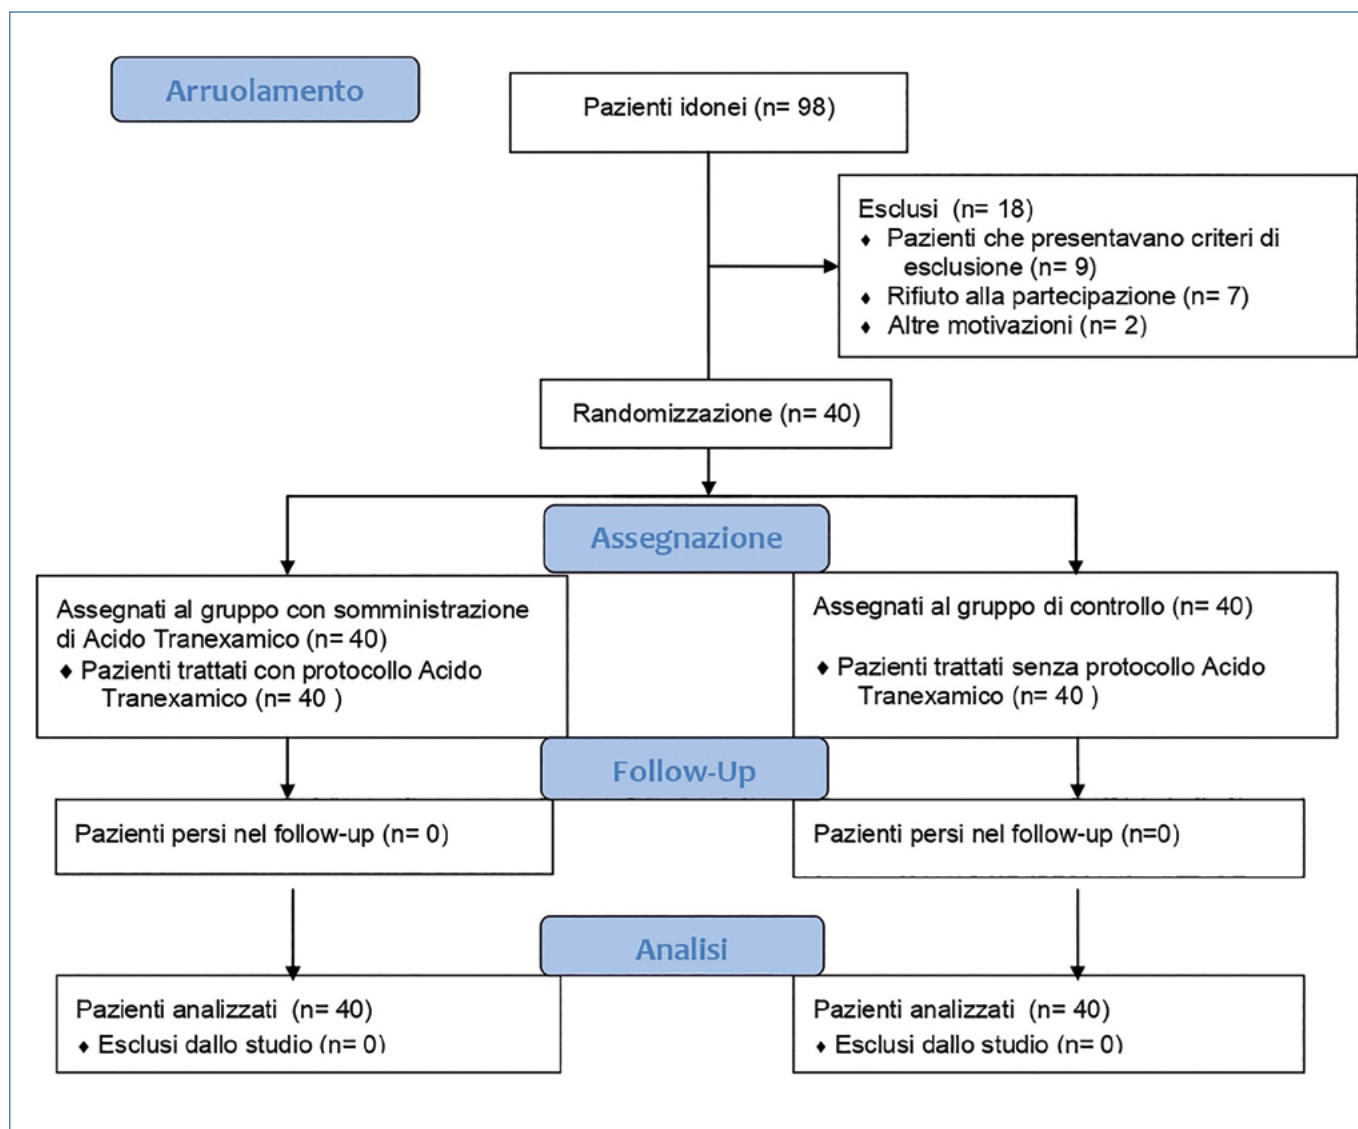 Arruolamento
Pazienti idonei (n= 98)
Esclusi (n= 18)
♦ Pazienti che presentavano criteri di
esclusione (n= 9)
♦ Rifiuto alla partecipazione (n= 7)
♦ Altre motivazioni (n= 2)
Randomizzazione (n= 40)
Assegnazione
Assegnati al gruppo con somministrazione
di Acido Tranexamico (n= 40)
♦ Pazienti trattati con protocollo Acido
Tranexamico (n= 40 )
Assegnati al gruppo di controllo (n= 40)
♦ Pazienti trattati senza protocollo Acido
Tranexamico (n= 40 )
Follow-Up
Pazienti persi nel follow-up (n= 0)
Pazienti persi nel follow-up (n=0)
Analisi
Pazienti analizzati (n= 40)
♦ Esclusi dallo studio (n= 0)
Pazienti analizzati (n= 40)
♦ Esclusi dallo studio (n= 0)